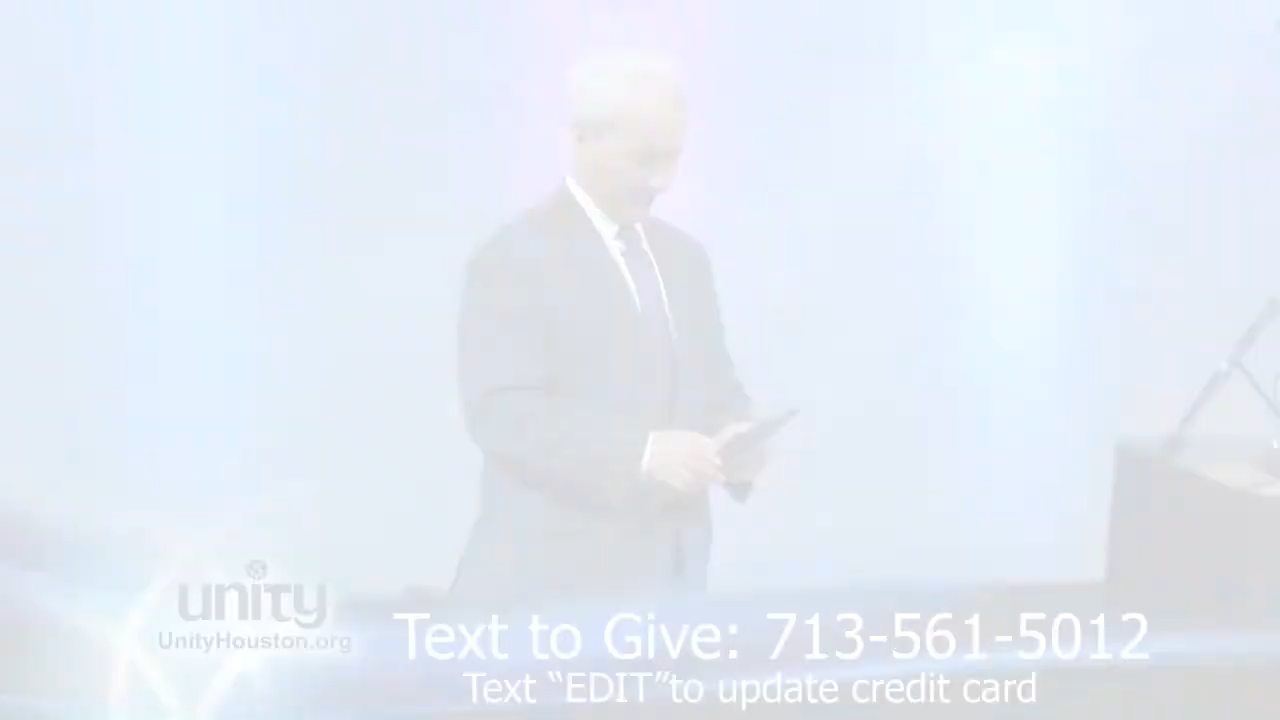 unity
UnityHouston.org
Text to Give: 713-561-5012
Text “EDIT”to update credit card